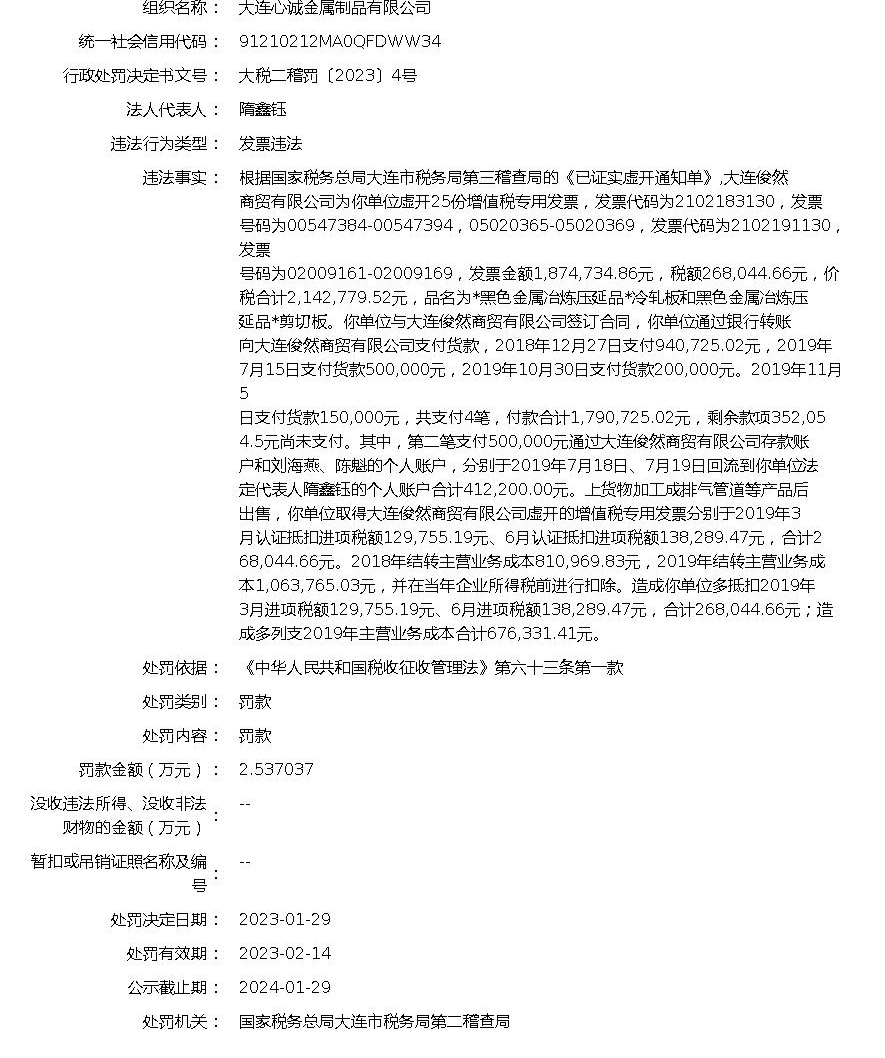 组织名称： 大连心诚金属制品有限公司
统一社会信用代码： 91210212MA0QFDWW34
行政处罚决定书文号： 大税二稽罚〔2023〕4号
法人代表人： 隋鑫钰
违法行为类型： 发票违法
违法事实： 根据国家税务总局大连市税务局第三稽查局的《已证实虚开通知单》,大连俊然
商贸有限公司为你单位虚开25份增值税专用发票，发票代码为2102183130，发票
号码为00547384-00547394，05020365-05020369，发票代码为2102191130，
发票
号码为02009161-02009169，发票金额1,874,734.86元，税额268,044.66元，价
税合计2,142,779.52元，品名为*黑色金属冶炼压延品*冷轧板和黑色金属冶炼压
延品*剪切板。你单位与大连俊然商贸有限公司签订合同，你单位通过银行转账
向大连俊然商贸有限公司支付货款，2018年12月27日支付940,725.02元，2019年
7月15日支付货款500,000元，2019年10月30日支付货款200,000元。2019年11月
5
日支付货款150,000元，共支付4笔，付款合计1,790,725.02元，剩余款项352,05
4.5元尚未支付。其中，第二笔支付500,000元通过大连俊然商贸有限公司存款账
户和刘海燕、陈魁的个人账户，分别于2019年7月18日、7月19日回流到你单位法
定代表人隋鑫钰的个人账户合计412,200.00元。上货物加工成排气管道等产品后
出售，你单位取得大连俊然商贸有限公司虚开的增值税专用发票分别于2019年3
月认证抵扣进项税额129,755.19元、6月认证抵扣进项税额138,289.47元，合计2
68,044.66元。2018年结转主营业务成本810,969.83元，2019年结转主营业务成
本1,063,765.03元，并在当年企业所得税前进行扣除。造成你单位多抵扣2019年
3月进项税额129,755.19元、6月进项税额138,289.47元，合计268,044.66元；造
成多列支2019年主营业务成本合计676,331.41元。
处罚依据： 《中华人民共和国税收征收管理法》第六十三条第一款
处罚类别： 罚款
处罚内容： 罚款
罚款金额（万元）： 2.537037
没收违法所得、没收非法
财物的金额（万元）： --
暂扣或吊销证照名称及编
号： --
处罚决定日期： 2023-01-29
处罚有效期： 2023-02-14
公示截止期： 2024-01-29
处罚机关： 国家税务总局大连市税务局第二稽查局